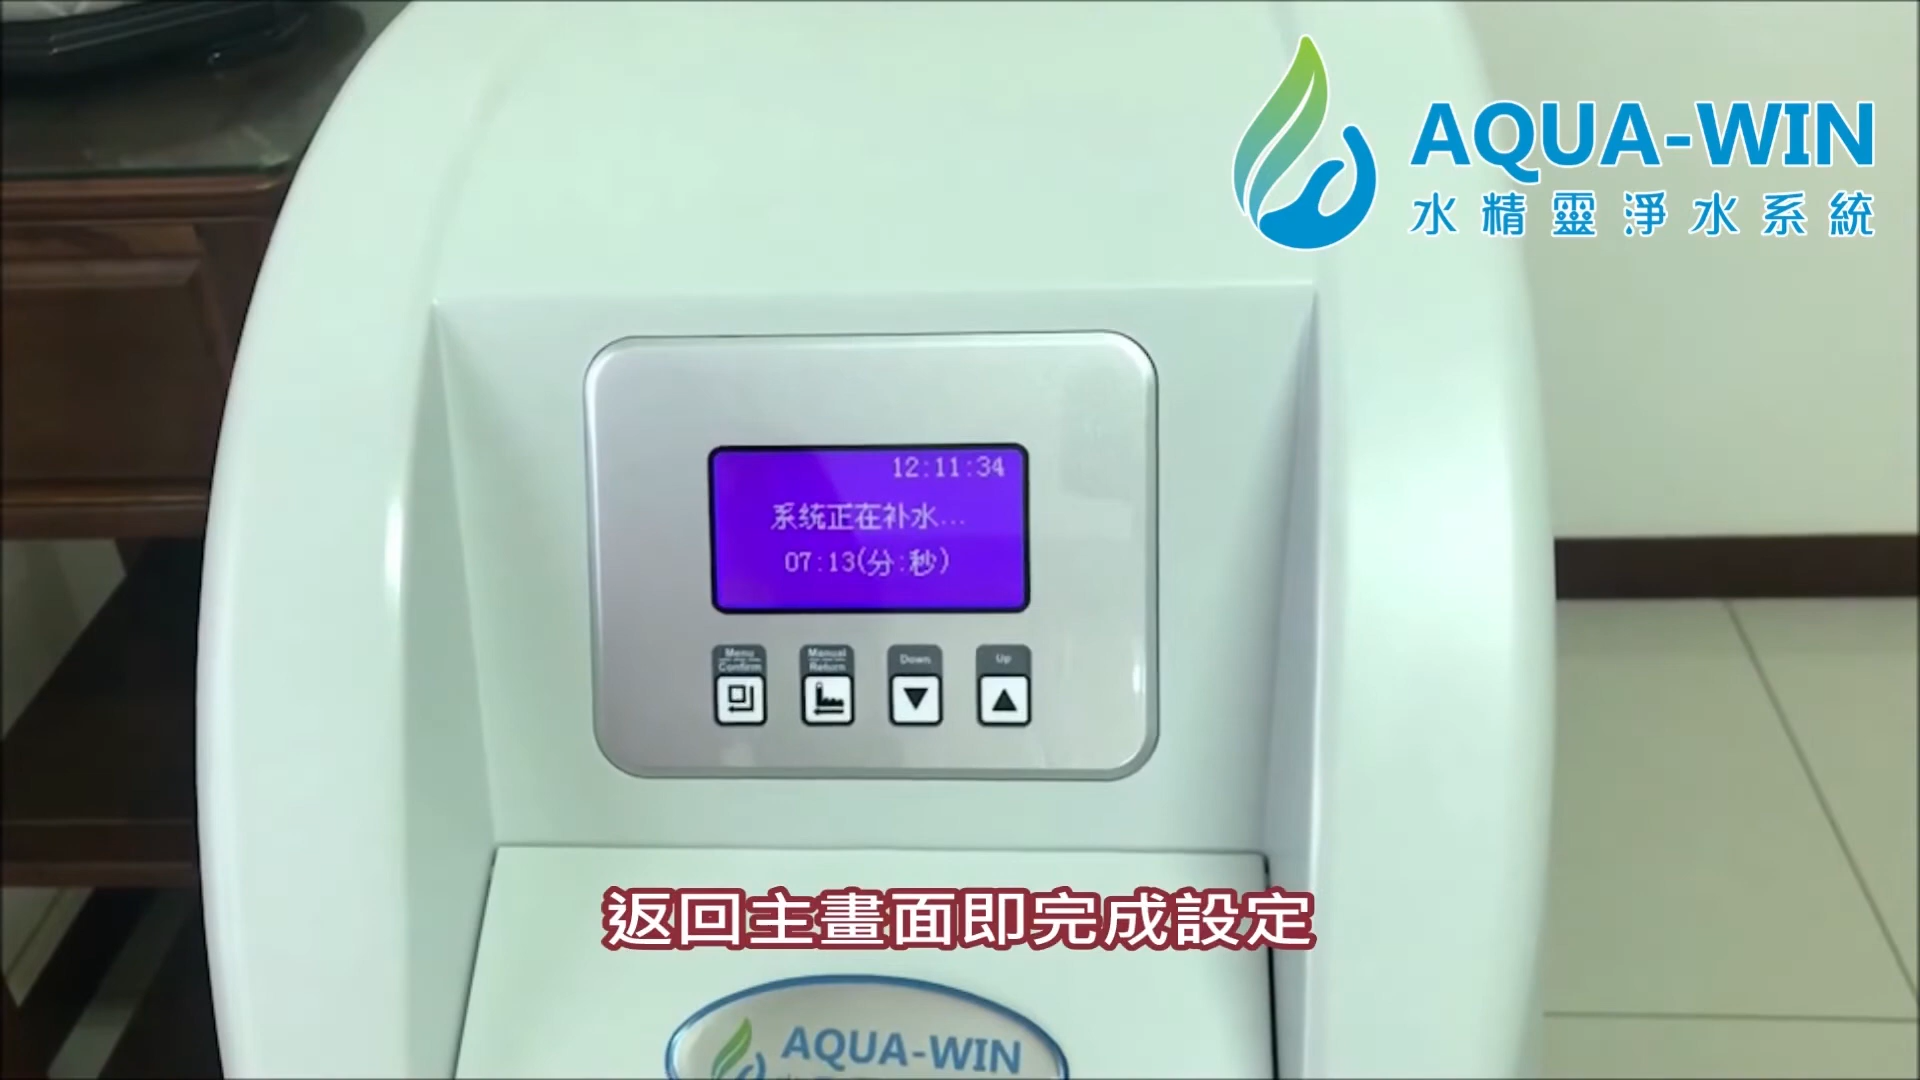 AQUA-WIN
水精靈淨水系統
12:11:34
系统正在补水...
07:13(分:秒)
Menu
Confirm
Manual
Return
Down
Up
返回主畫面即完成設定
AQUA-WIN